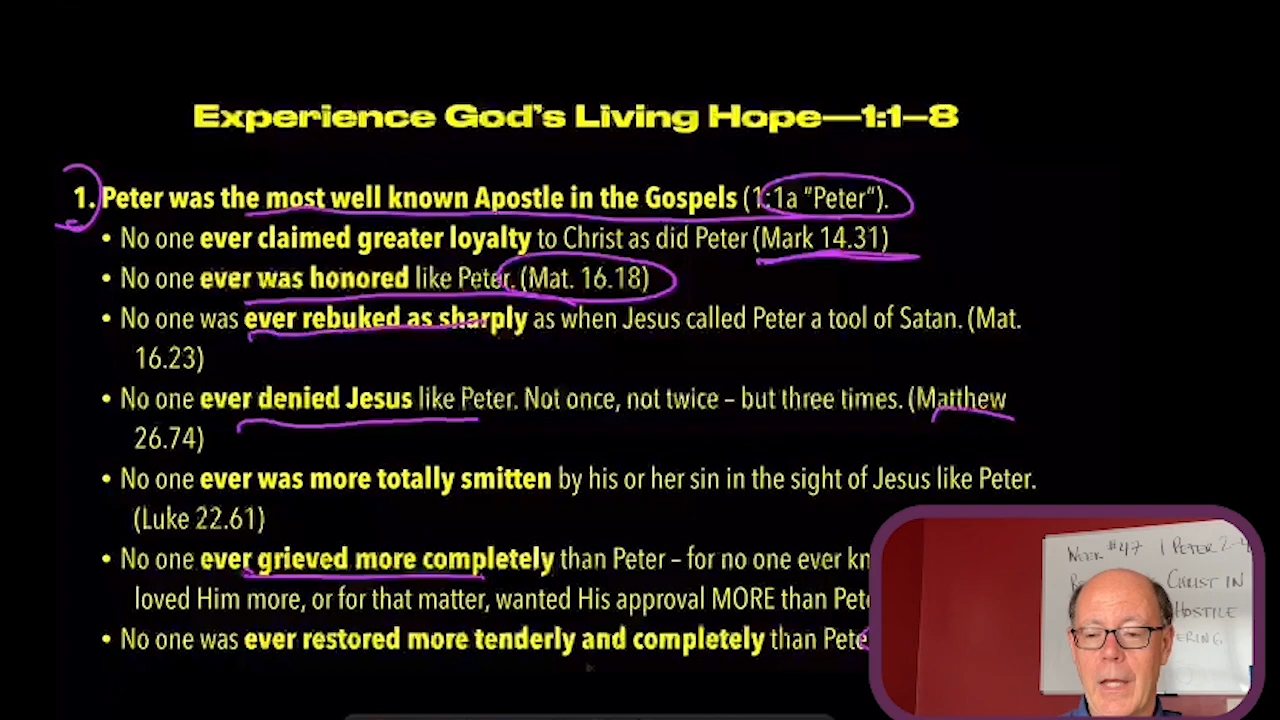 Experience God's Living Hope—1:1–8
1. Peter was the most well known Apostle in the Gospels (1:1a "Peter").
• No one ever claimed greater loyalty to Christ as did Peter (Mark 14.31)
• No one ever was honored like Peter. (Mat. 16.18)
• No one was ever rebuked as sharply as when Jesus called Peter a tool of Satan. (Mat.
16.23)
• No one ever denied Jesus like Peter. Not once, not twice – but three times. (Matthew
26.74)
• No one ever was more totally smitten by his or her sin in the sight of Jesus like Peter.
(Luke 22.61)
• No one ever grieved more completely than Peter – for no one ever
loved Him more, or for that matter, wanted His approval MORE than
• No one was ever restored more tenderly and completely than
WEEK #47 1 PETER 2-
CHRIST IN
HOSTILE